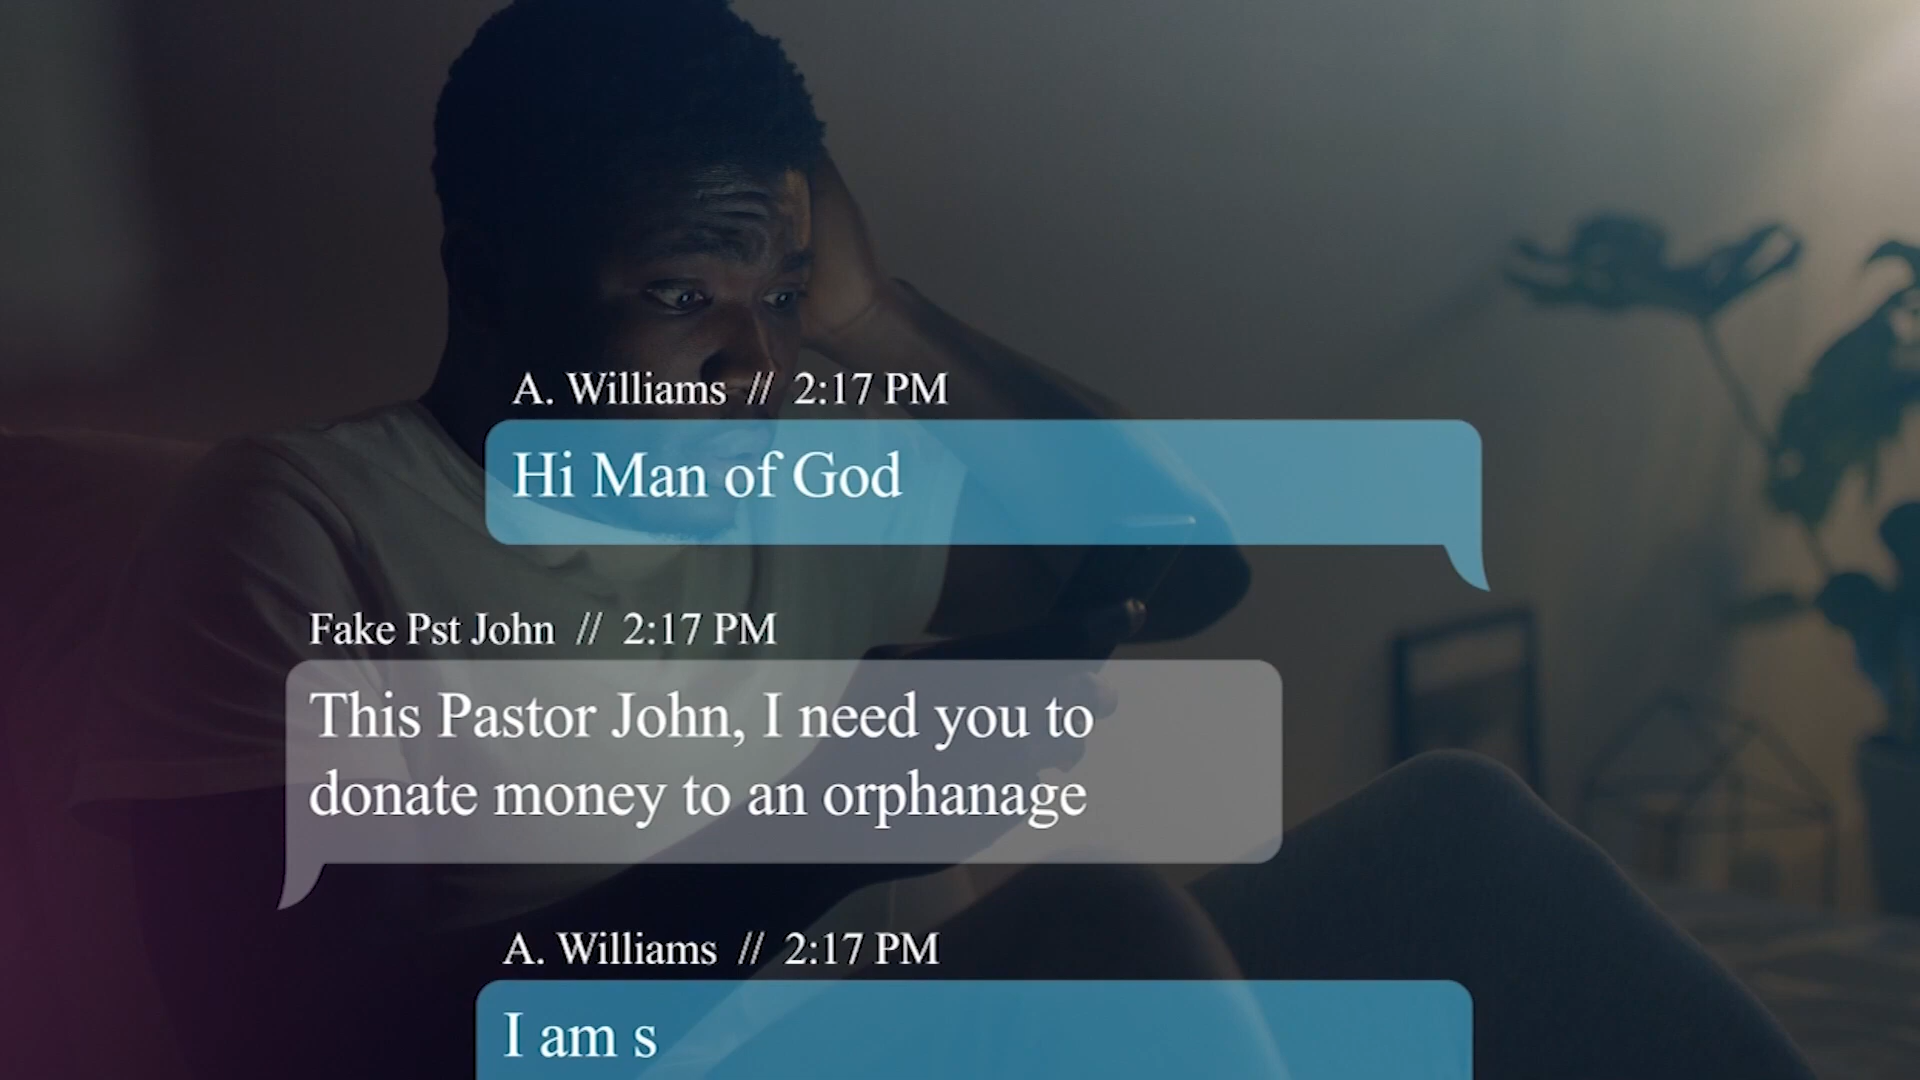 A. Williams // 2:17 PM
Hi Man of God
Fake Pst John // 2:17 PM
This Pastor John, I need you to
donate money to an orphanage
A. Williams // 2:17 PM
I am s